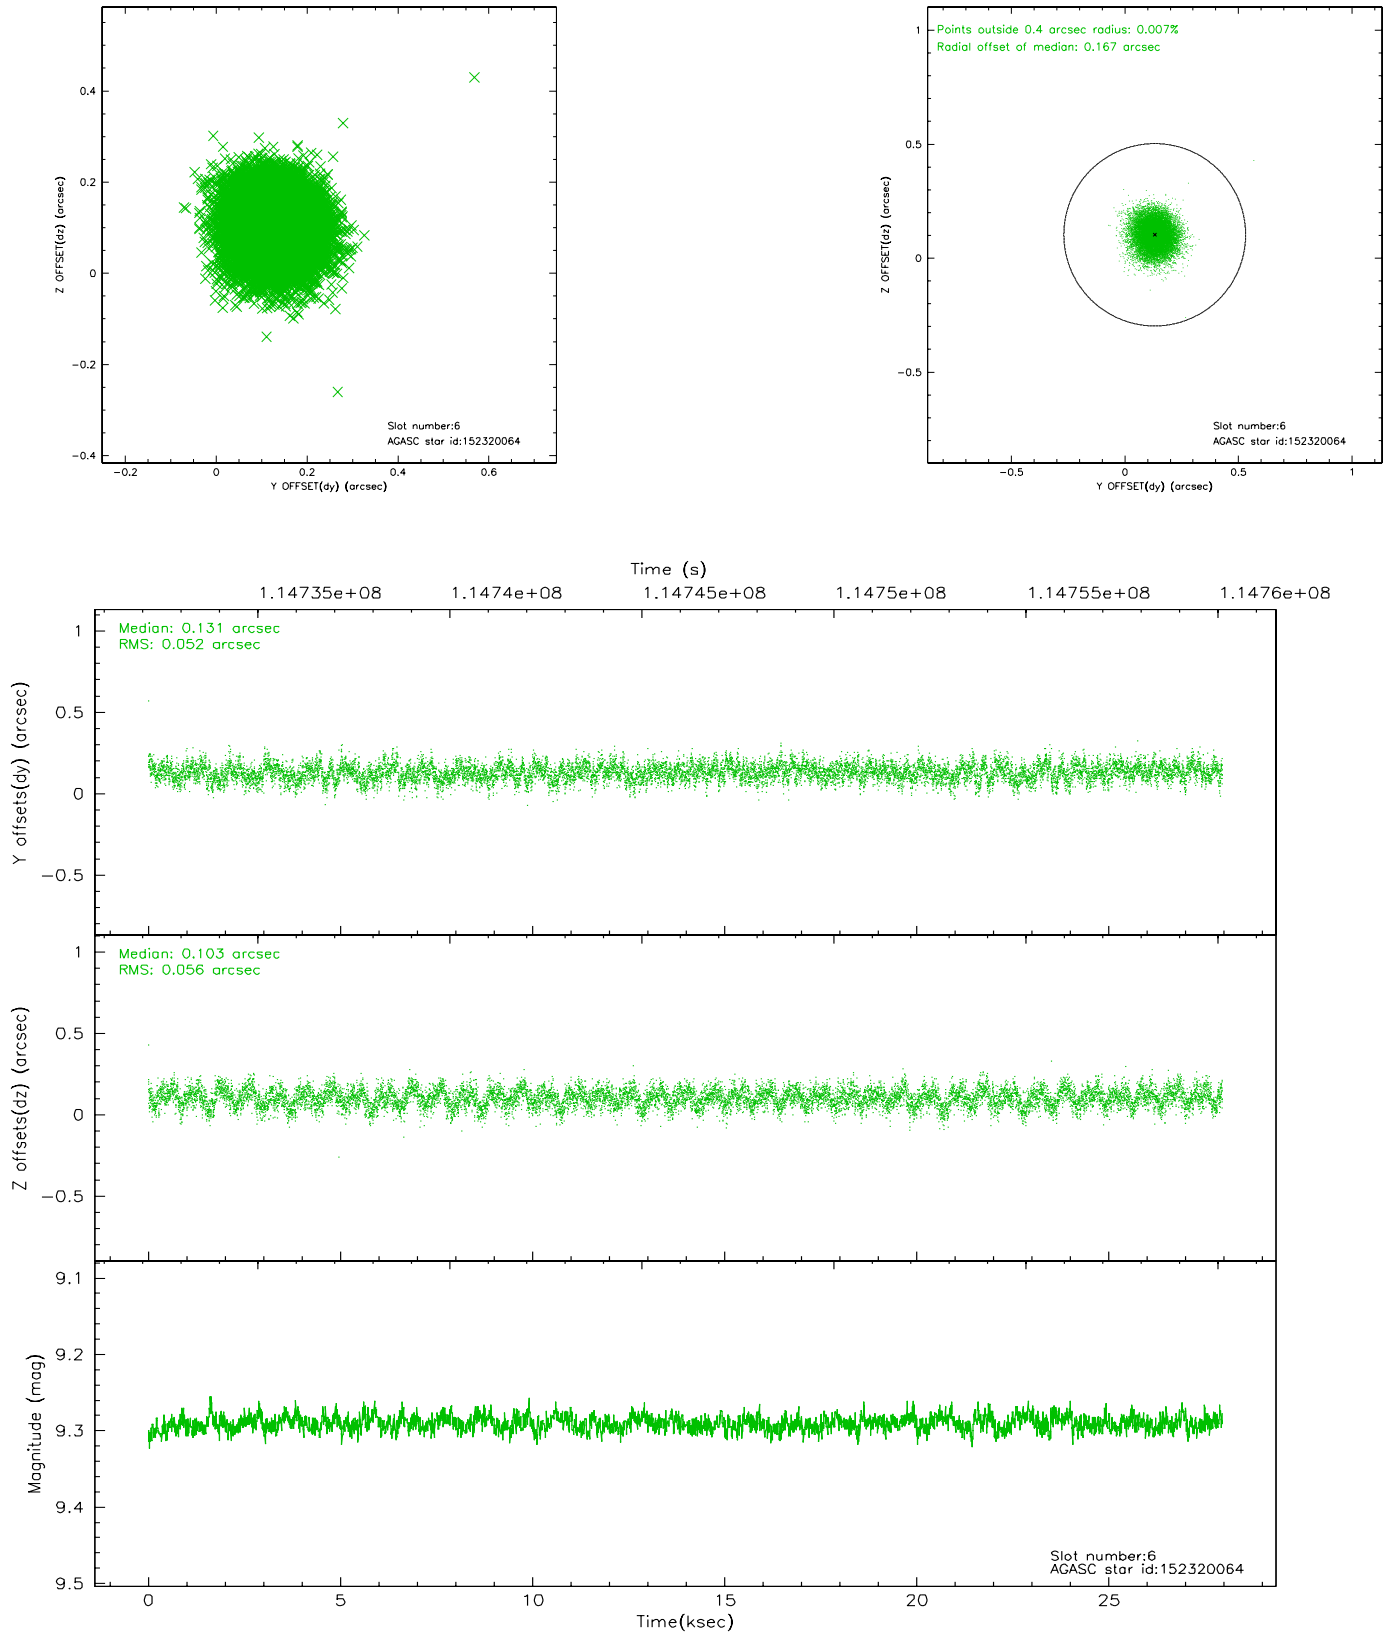 0.4
0.2
0
−0.2
−0.4
Z OFFSET(dz) (arcsec)
Slot number:6
AGASC star id:152320064
−0.2 0 0.2 0.4 0.6
Y OFFSET(dy) (arcsec)
Points outside 0.4 arcsec radius: 0.007%
Radial offset of median: 0.167 arcsec
1
0.5
0
−0.5
Z OFFSET(dz) (arcsec)
Slot number:6
AGASC star id:152320064
−0.5 0 0.5 1
Y OFFSET(dy) (arcsec)
Time (s)
1.14735e+08 1.1474e+08 1.14745e+08 1.1475e+08 1.14755e+08 1.1476e+08
Median: 0.131 arcsec
RMS: 0.052 arcsec
1
0.5
0
−0.5
Y offsets(dy) (arcsec)
Median: 0.103 arcsec
RMS: 0.056 arcsec
1
0.5
0
−0.5
Z offsets(dz) (arcsec)
9.1
9.2
9.3
9.4
9.5
Magnitude (mag)
Slot number:6
AGASC star id:152320064
0 5 10 15 20 25
Time(ksec)